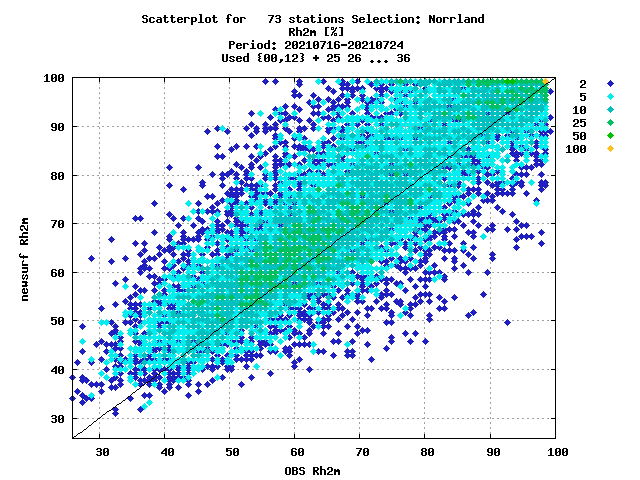 Scatterplot for 73 stations Selection: Norrland
Rh2m [%]
Period: 20210716-20210724
Used {00,12} + 25 26 ... 36
100
90
80
70
60
50
40
30
newsurf Rh2m
30 40 50 60 70 80 90 100
OBS Rh2m
2
5
10
25
50
100